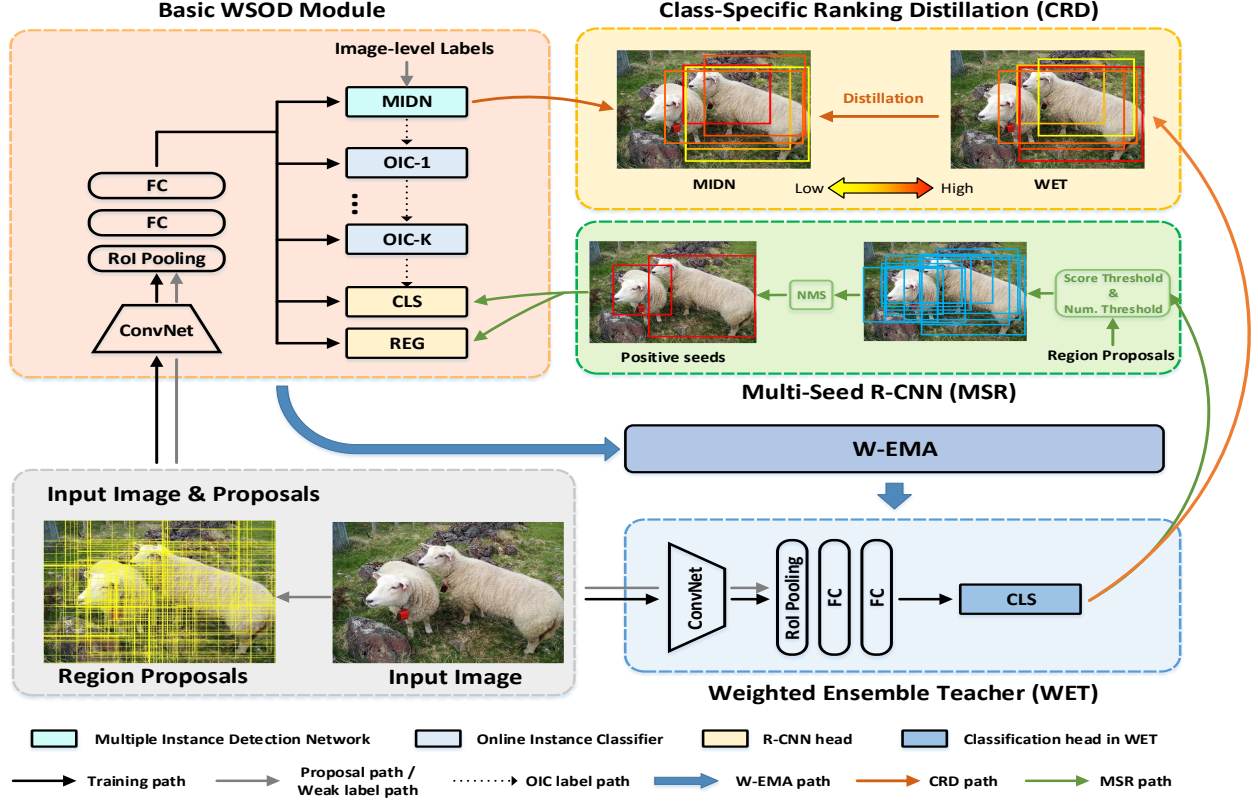 Basic WSOD Module
Image-level Labels
MIDN
OIC-1
OIC-K
CLS
REG
FC
FC
RoI Pooling
ConvNet
Class-Specific Ranking Distillation (CRD)
Distillation
MIDN
Low
High
WET
NMS
Score Threshold
&
Num. Threshold
Positive seeds
Region Proposals
Multi-Seed R-CNN (MSR)
W-EMA
Input Image & Proposals
Region Proposals
Input Image
ConvNet
RoI Pooling
FC
FC
CLS
Weighted Ensemble Teacher (WET)
Multiple Instance Detection Network
Online Instance Classifier
R-CNN head
Classification head in WET
Training path
Proposal path /
Weak label path
OIC label path
W-EMA path
CRD path
MSR path